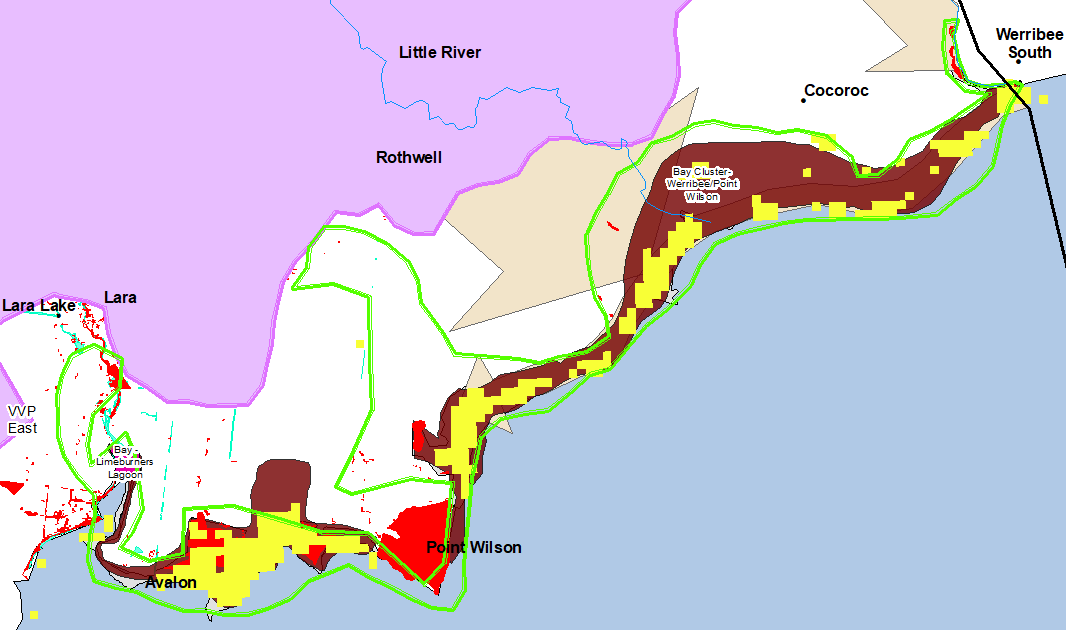 Werribee
South
Little River
Cocoroc
Rothwell
Bay Cluster-
Werribee/Point
Wilson
Lara
Lara Lake
VVP
East
Bay -
Limeburners
Lagoon
Point Wilson
Avalon